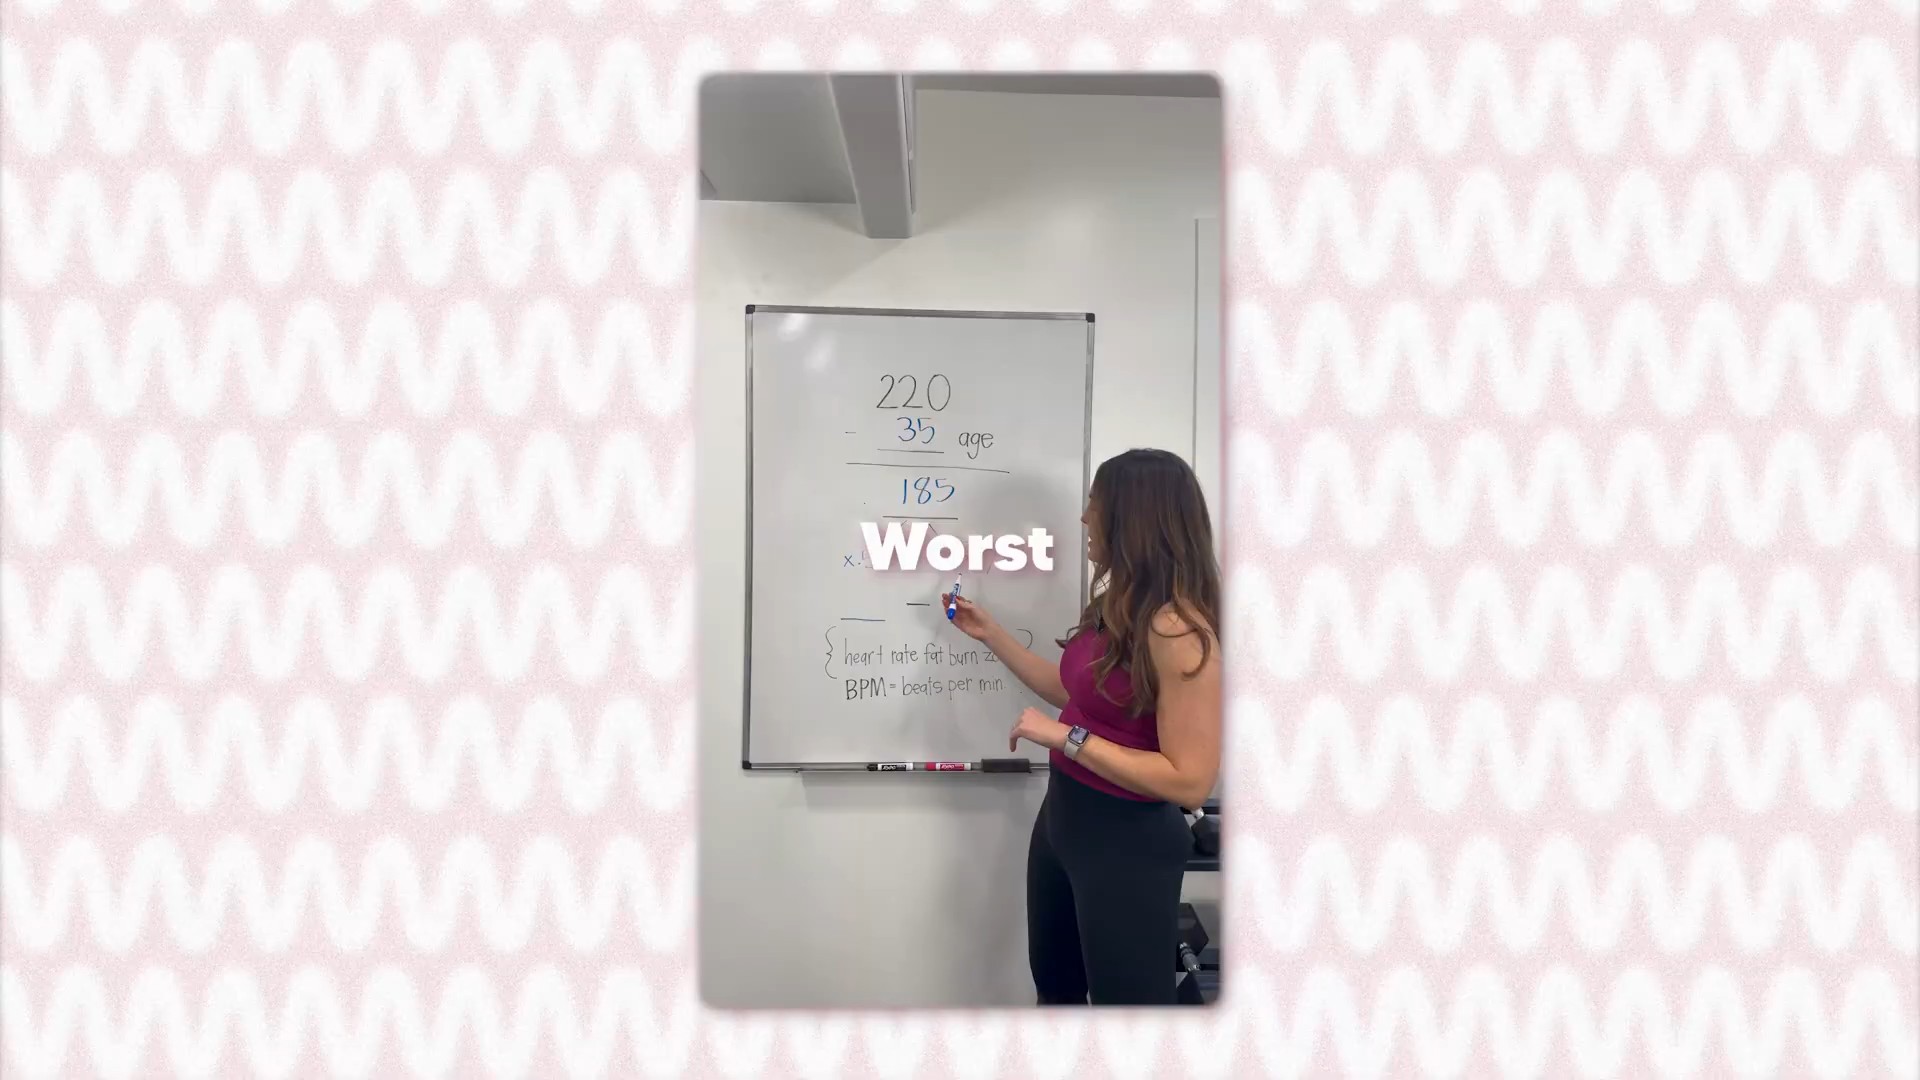 220
- 35 age
185
Worst
x.
heart rate fat burn
BPM = beats per min.